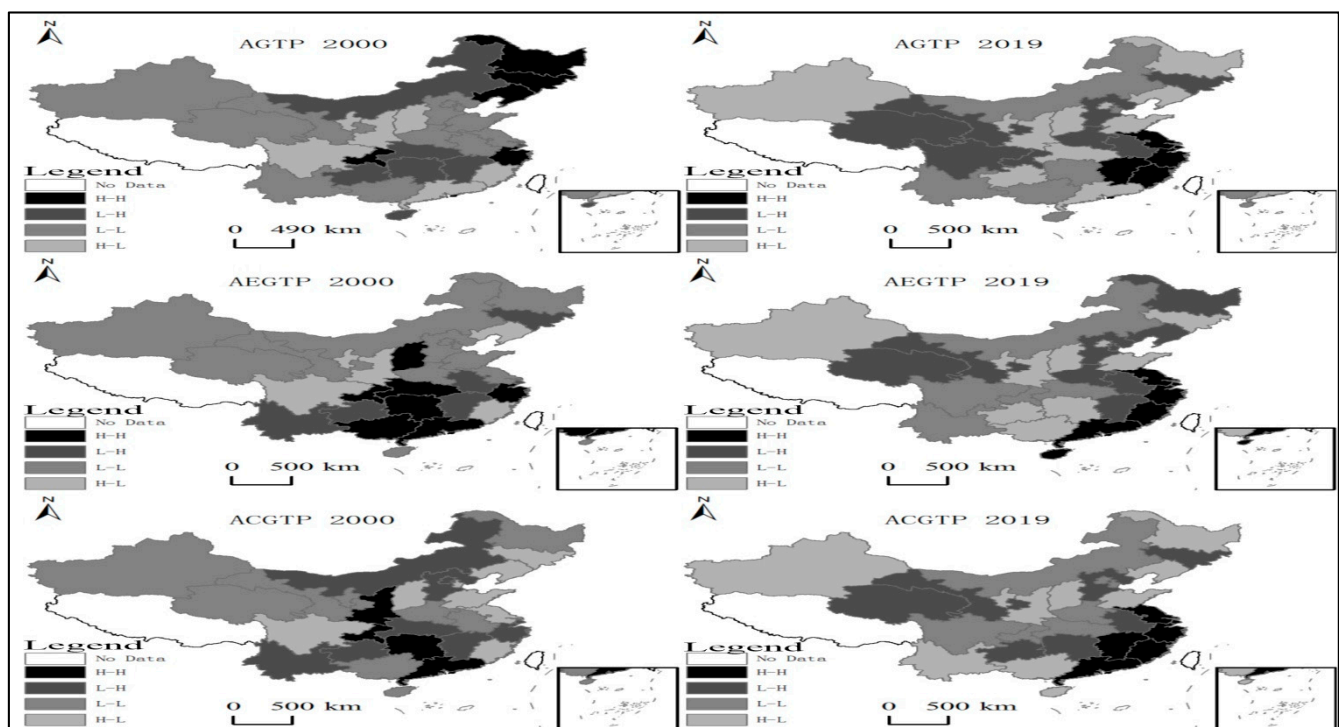 N
AGTP 2000
Legend
No Data
H-H
L-H
L-L
H-L
0 490 km
N
AGTP 2019
Legend
No Data
H-H
L-H
L-L
H-L
0 500 km
N
AEGTP 2000
Legend
No Data
H-H
L-H
L-L
H-L
0 500 km
N
AEGTP 2019
Legend
No Data
H-H
L-H
L-L
H-L
0 500 km
N
ACGTP 2000
Legend
No Data
H-H
L-H
L-L
H-L
0 500 km
N
ACGTP 2019
Legend
No Data
H-H
L-H
L-L
H-L
0 500 km